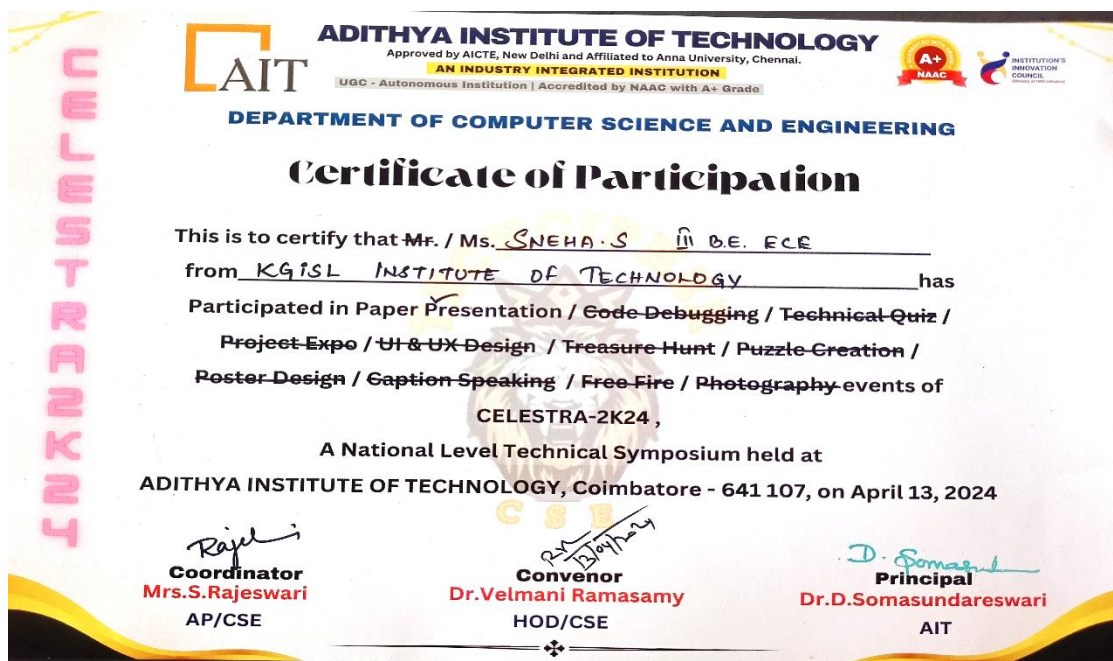 CELESTRA2K24
AIT
ADITHYA INSTITUTE OF TECHNOLOGY
Approved by AICTE, New Delhi and Affiliated to Anna University, Chennai.
AN INDUSTRY INTEGRATED INSTITUTION
UGC - Autonomous Institution | Accredited by NAAC with A+ Grade
A+
NAAC
INSTITUTION'S
INNOVATION
COUNCIL
DEPARTMENT OF COMPUTER SCIENCE AND ENGINEERING
Certificate of Participation
This is to certify that Mr. / Ms. SNEHA.S III B.E. ECE
from KGiSL INSTITUTE OF TECHNOLOGY has
Participated in Paper Presentation / Code Debugging / Technical Quiz /
Project Expo / UI & UX Design / Treasure Hunt / Puzzle Creation /
Poster Design / Caption Speaking / Free Fire / Photography events of
CELESTRA-2K24 ,
A National Level Technical Symposium held at
ADITHYA INSTITUTE OF TECHNOLOGY, Coimbatore - 641 107, on April 13, 2024
CSE
13/04/2024
D. Somasund
Coordinator
Mrs.S.Rajeswari
AP/CSE
Convenor
Dr.Velmani Ramasamy
HOD/CSE
Principal
Dr.D.Somasundareswari
AIT